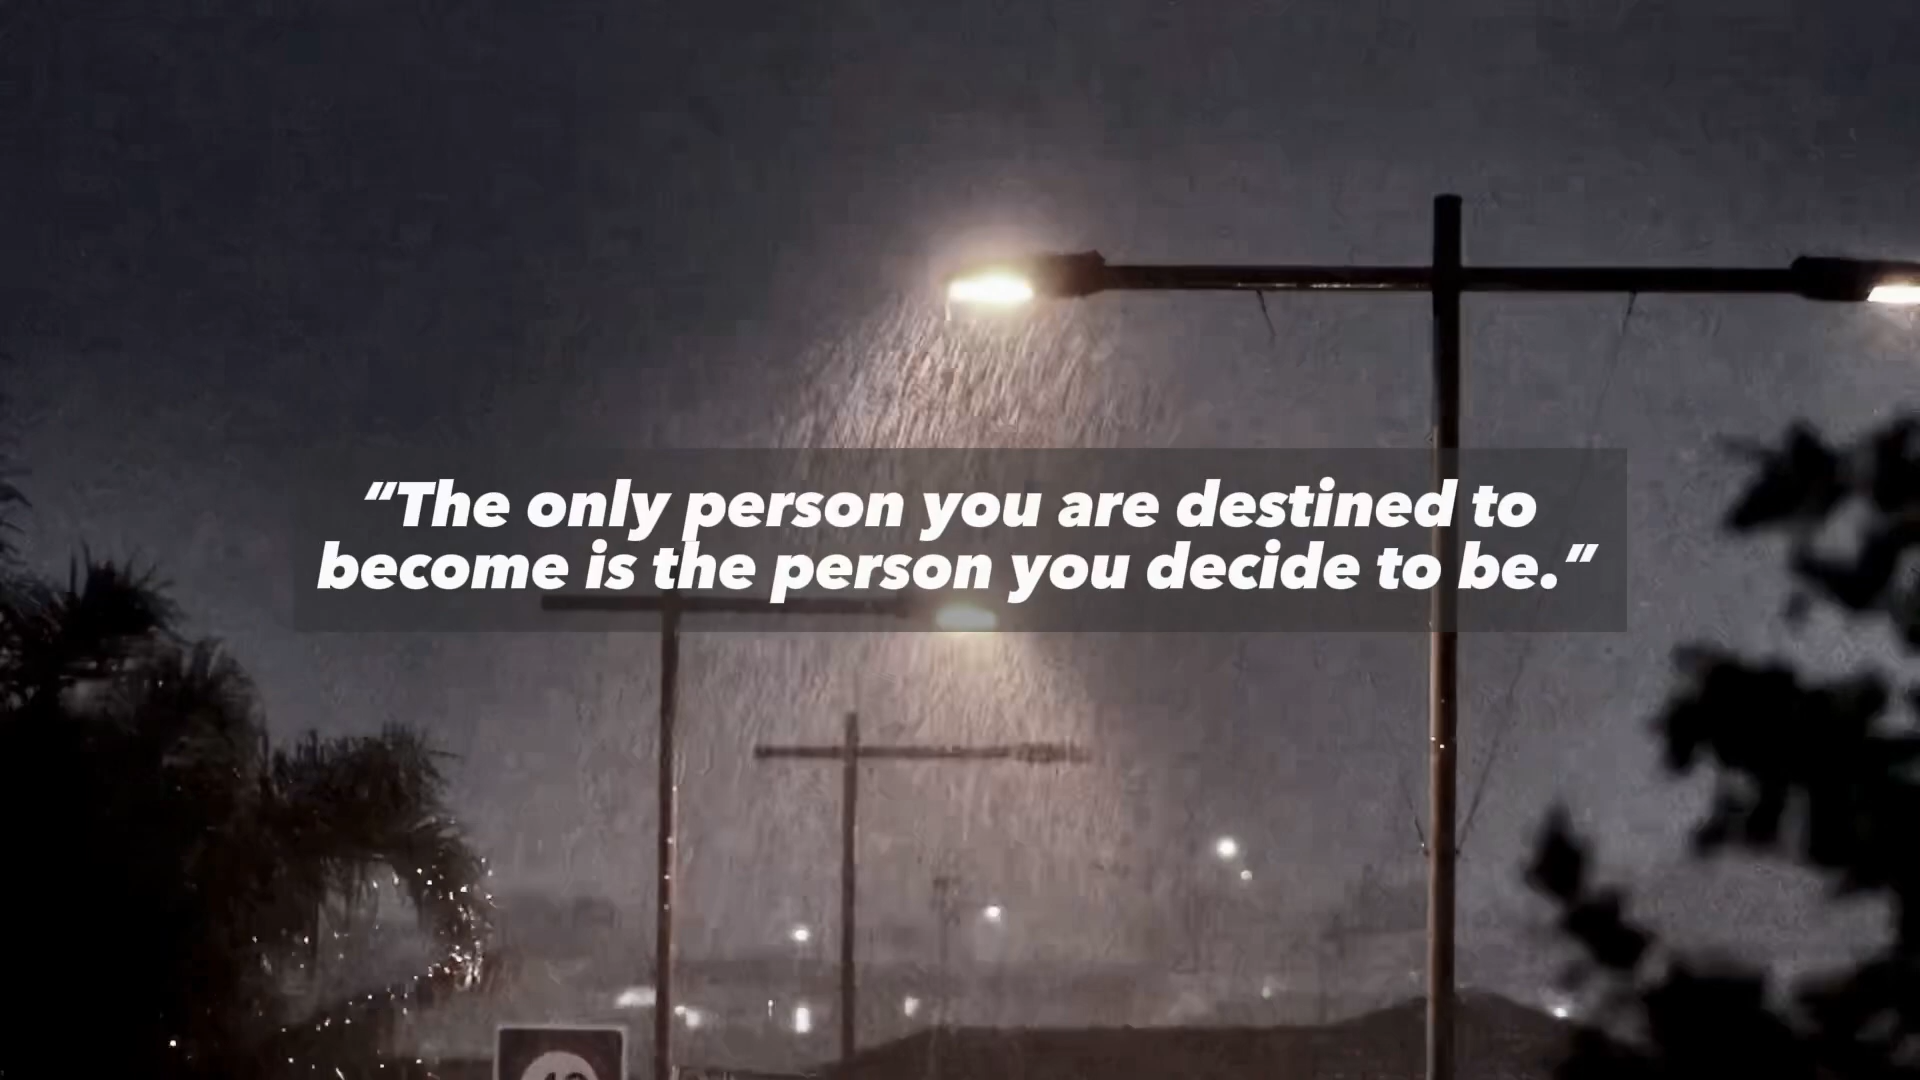 “The only person you are destined to
become is the person you decide to be.”